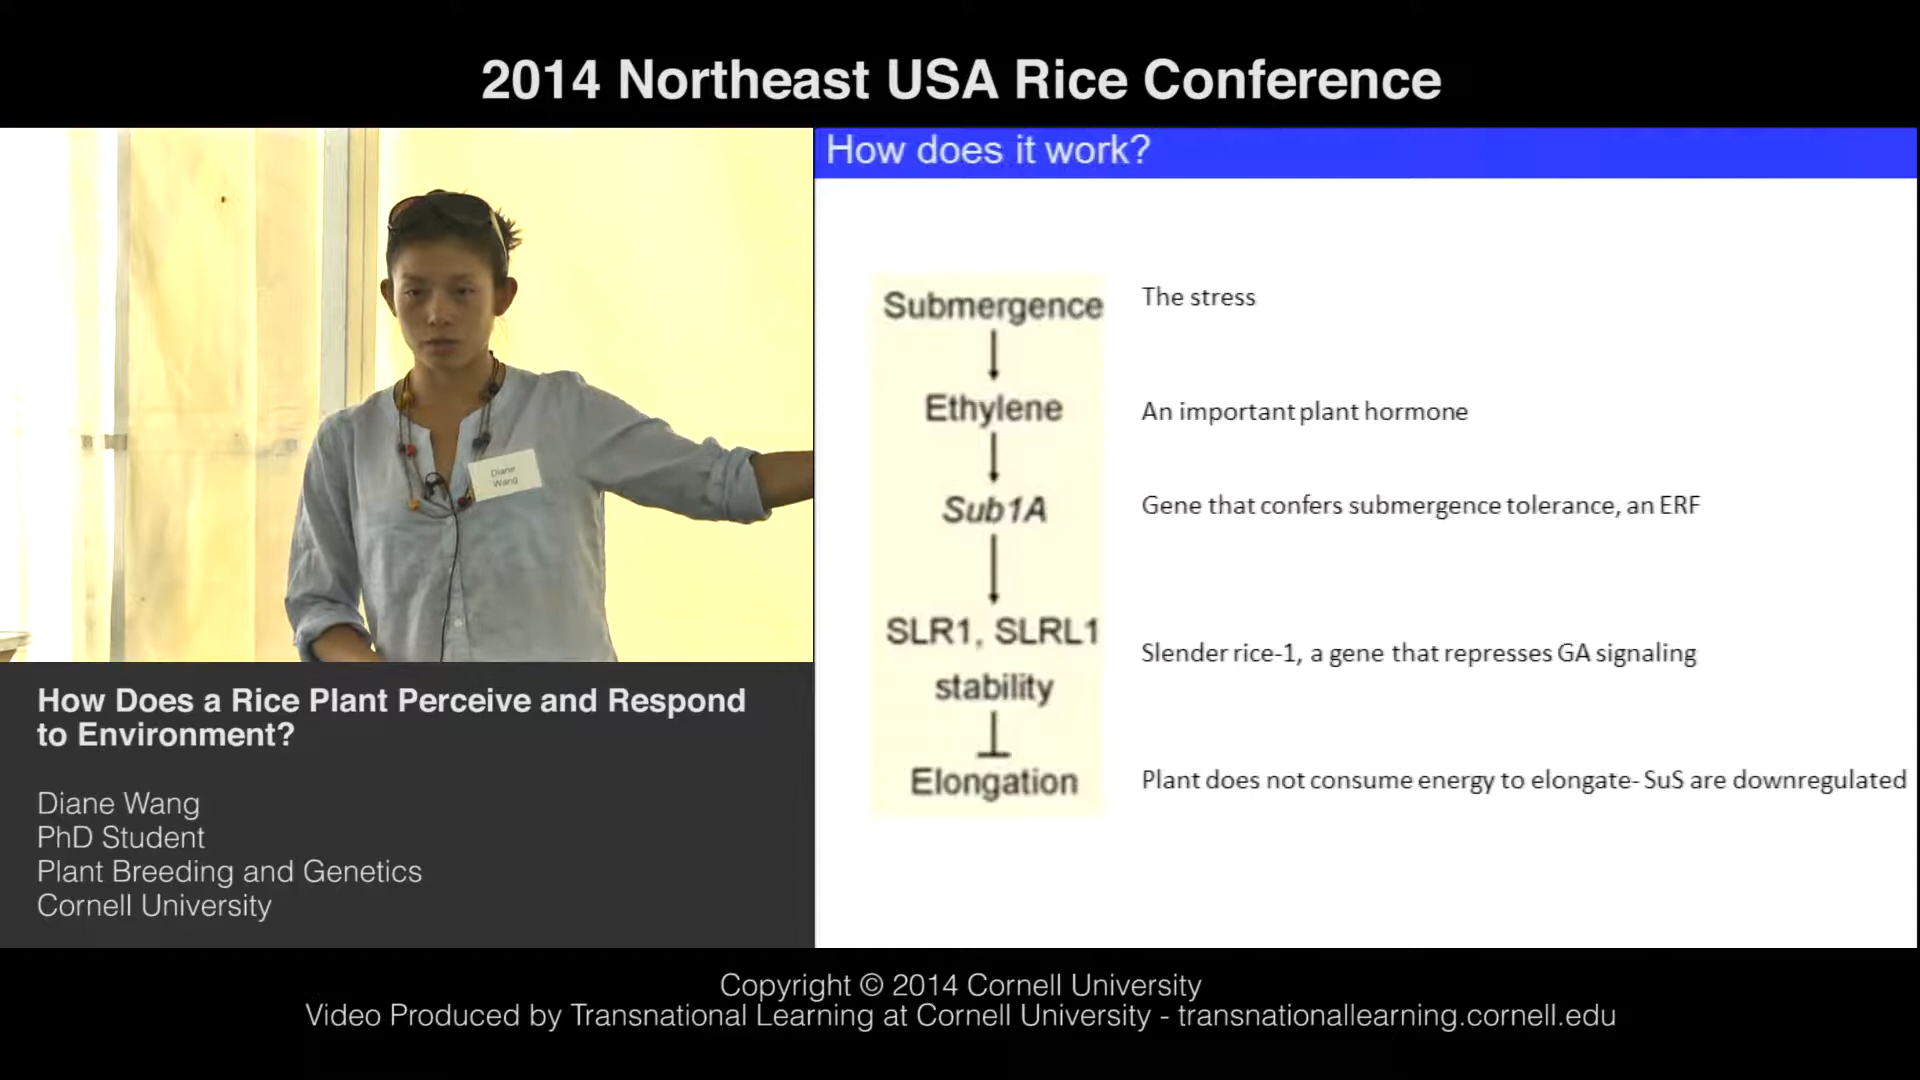 2014 Northeast USA Rice Conference
How does it work?
Submergence
The stress
Ethylene
An important plant hormone
Sub1A
Gene that confers submergence tolerance, an ERF
SLR1, SLRL1
stability
Slender rice-1, a gene that represses GA signaling
Elongation
Plant does not consume energy to elongate- SuS are downregulated
Diane
Wang
How Does a Rice Plant Perceive and Respond
to Environment?
Diane Wang
PhD Student
Plant Breeding and Genetics
Cornell University
Copyright © 2014 Cornell University
Video Produced by Transnational Learning at Cornell University - transnationallearning.cornell.edu